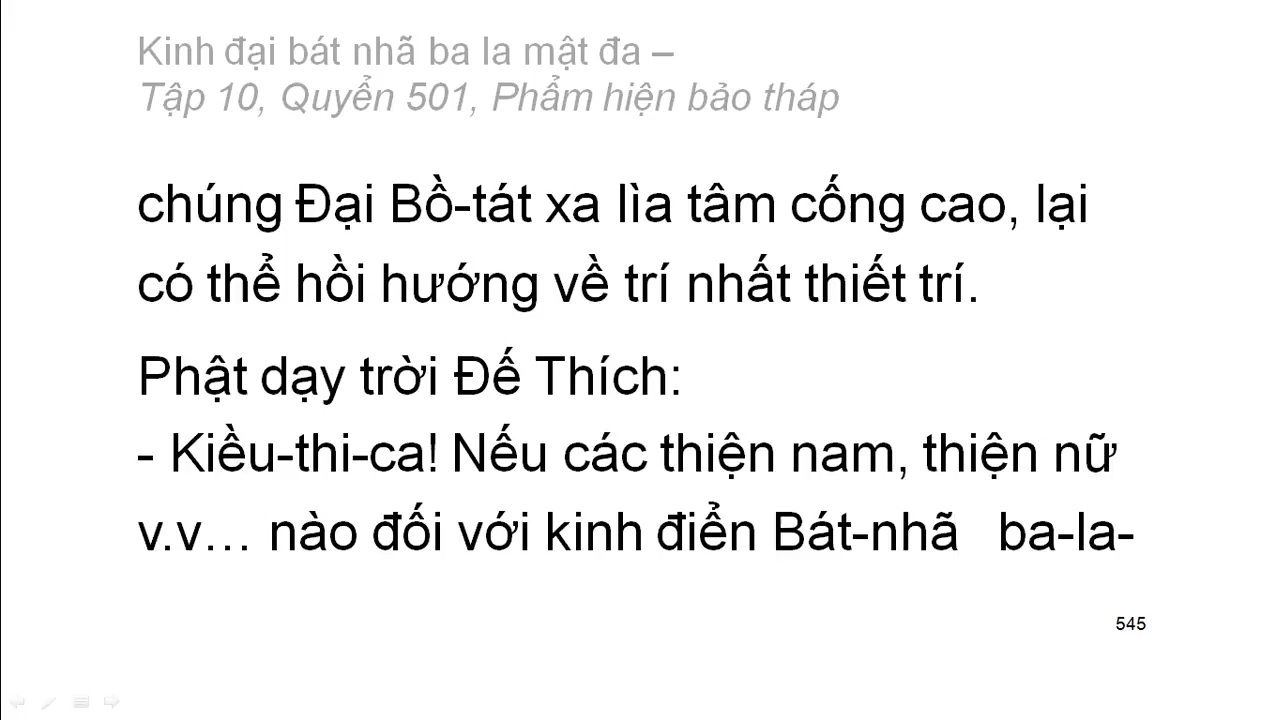 Kinh đại bát nhã ba la mật đa –
Tập 10, Quyển 501, Phẩm hiện bảo tháp
chúng Đại Bồ-tát xa lìa tâm cống cao, lại
có thể hồi hướng về trí nhất thiết trí.
Phật dạy trời Đế Thích:
- Kiều-thi-ca! Nếu các thiện nam, thiện nữ
v.v… nào đối với kinh điển Bát-nhã ba-la-
545